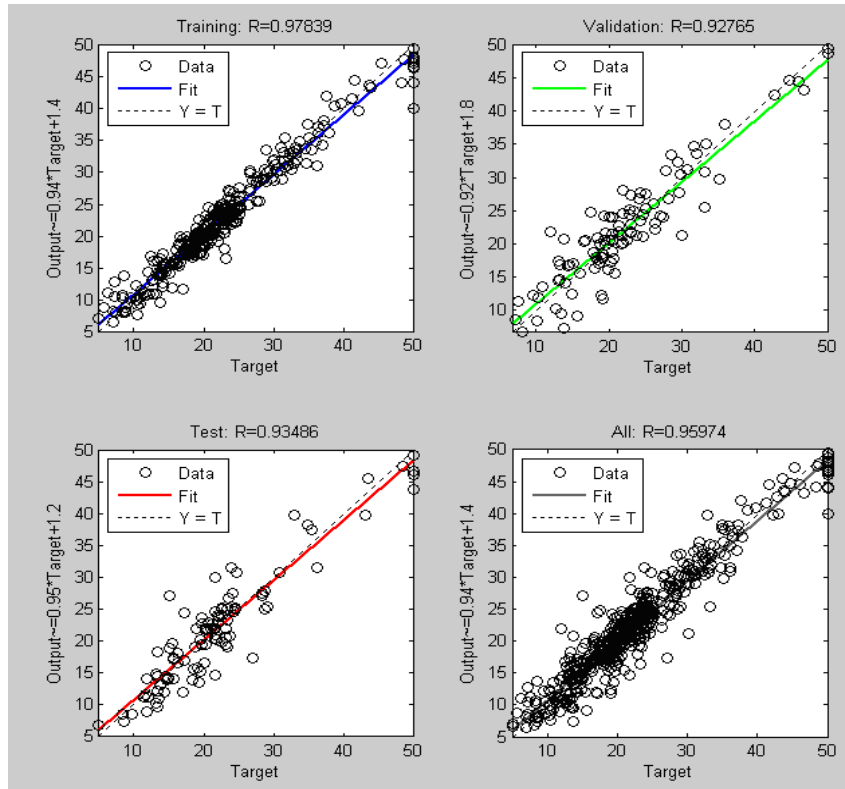 Training: R=0.97839
Output~=0.94*Target+1.4
50
45
40
35
30
25
20
15
10
5
Data
Fit
Y = T
10 20 30 40 50
Target
Validation: R=0.92765
Output~=0.92*Target+1.8
50
45
40
35
30
25
20
15
10
Data
Fit
Y = T
10 20 30 40 50
Target
Test: R=0.93486
Output~=0.95*Target+1.2
50
45
40
35
30
25
20
15
10
5
Data
Fit
Y = T
10 20 30 40 50
Target
All: R=0.95974
Output~=0.94*Target+1.4
50
45
40
35
30
25
20
15
10
5
Data
Fit
Y = T
10 20 30 40 50
Target